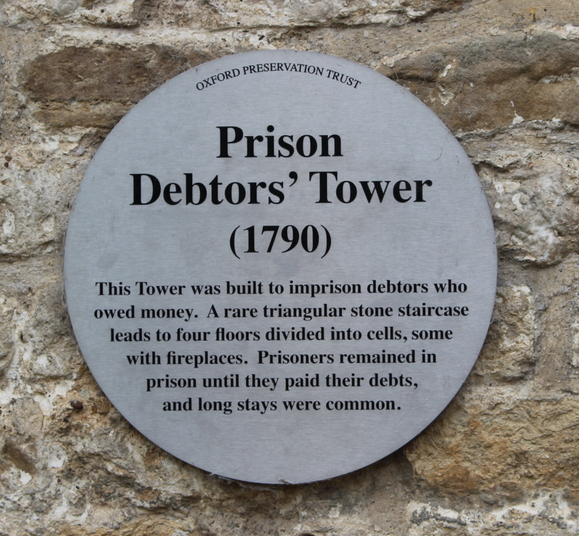 OXFORD PRESERVATION TRUST
Prison
Debtors' Tower
(1790)
This Tower was built to imprison debtors who
owed money. A rare triangular stone staircase
leads to four floors divided into cells, some
with fireplaces. Prisoners remained in
prison until they paid their debts,
and long stays were common.